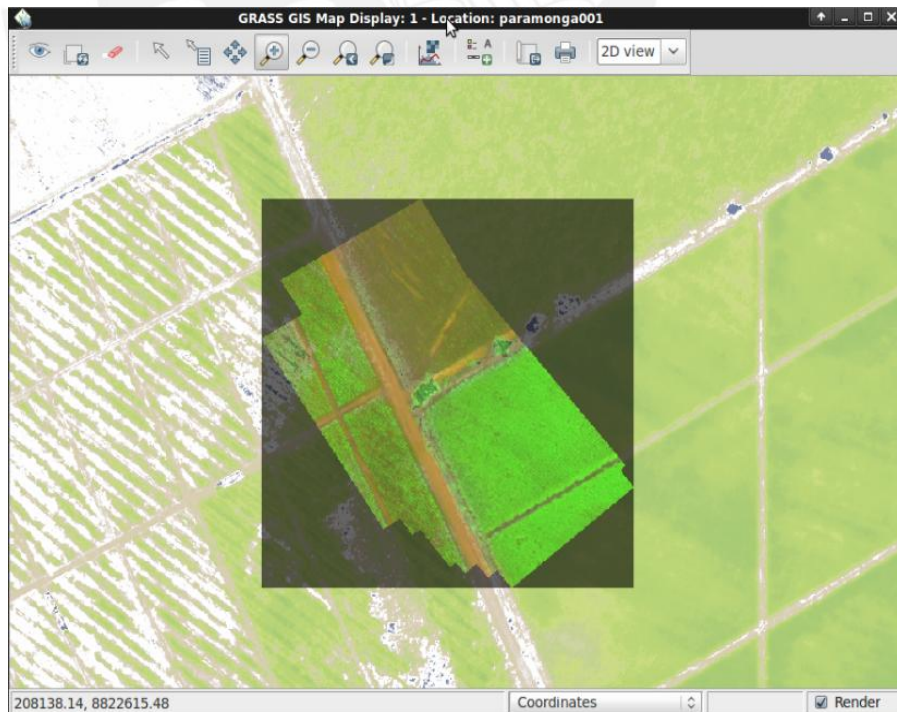 GRASS GIS Map Display: 1 - Location: paramonga001
2D view
208138.14, 8822615.48
Coordinates
Render